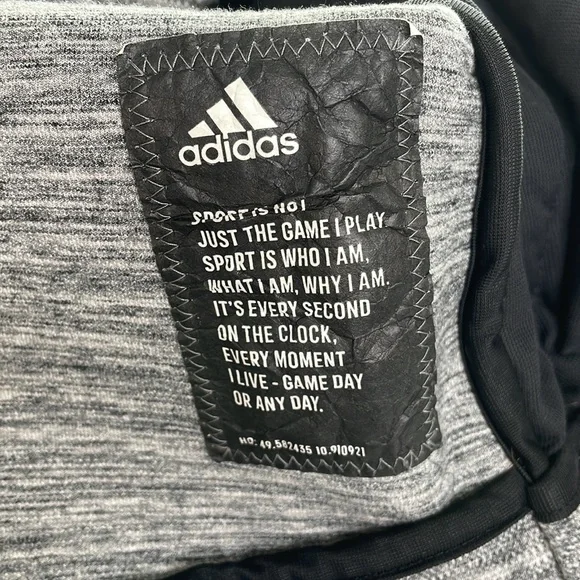 adidas
SPORT IS NOT
JUST THE GAME I PLAY
SPORT IS WHO I AM,
WHAT I AM, WHY I AM.
IT'S EVERY SECOND
ON THE CLOCK,
EVERY MOMENT
I LIVE - GAME DAY
OR ANY DAY.
NO: 49.582435 10.910921